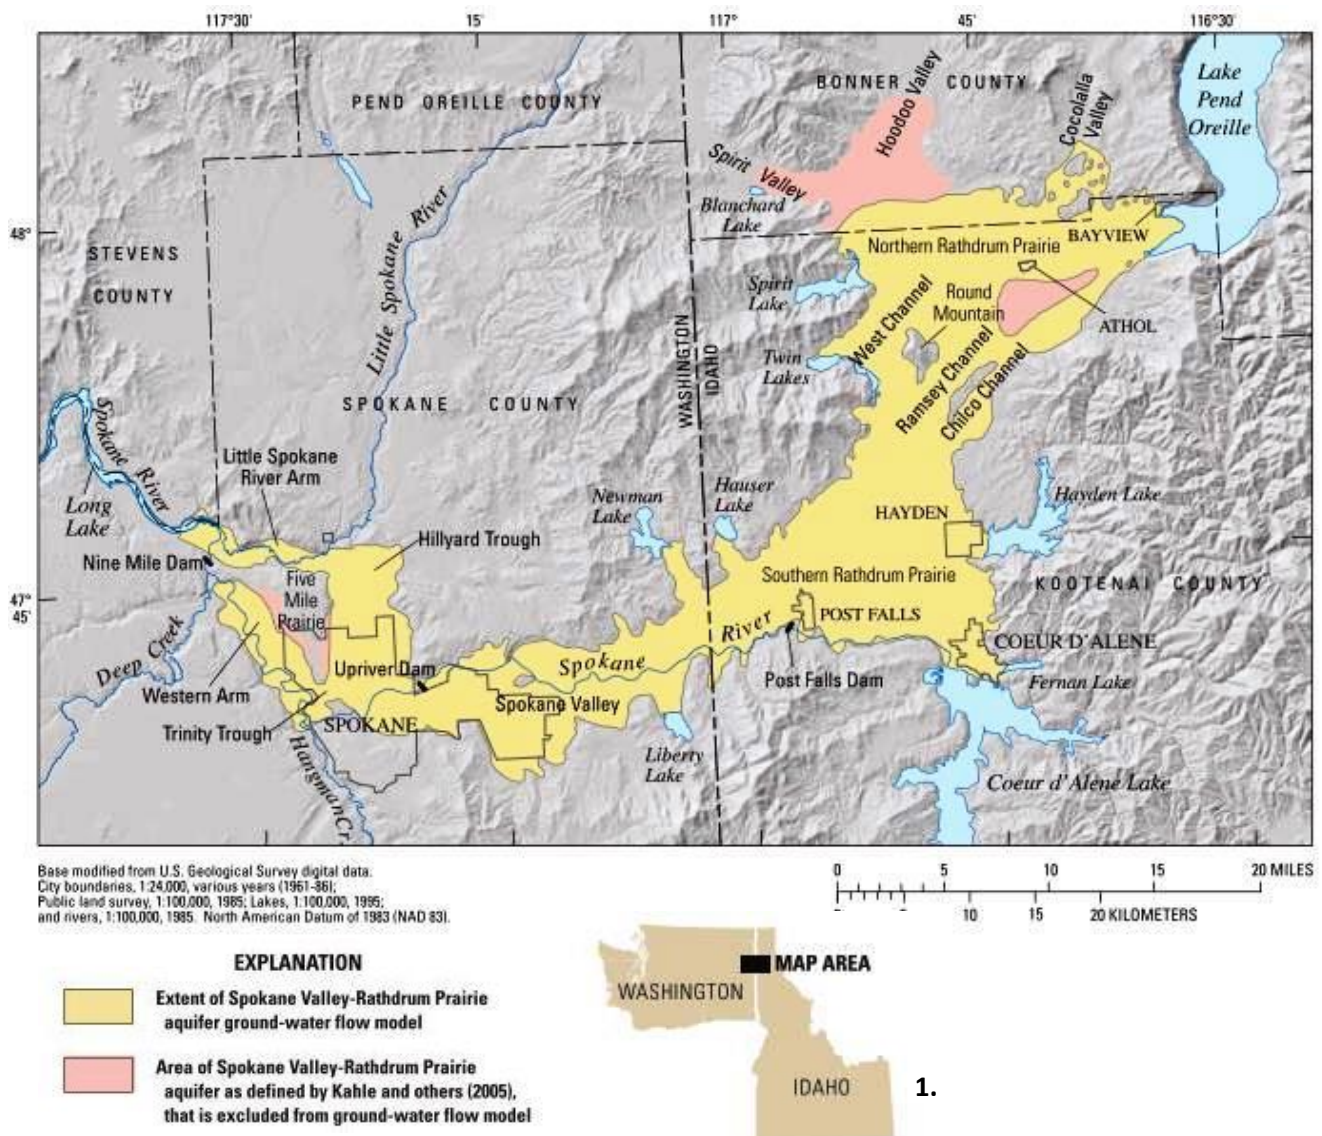 117°30'
15'
117°
45'
116°30'
48°
47°
45'
PEND OREILLE COUNTY
BONNER COUNTY
Hoodoo Valley
Cocolalla
Valley
Lake
Pend
Oreille
Spirit Valley
Blanchard
Lake
STEVENS
COUNTY
Little Spokane River
Northern Rathdrum Prairie
BAYVIEW
Spirit
Lake
West Channel
Round
Mountain
ATHOL
WASHINGTON
IDAHO
Twin
Lakes
Ramsey Channel
Chilco Channel
SPOKANE COUNTY
Spokane River
Long
Lake
Little Spokane
River Arm
Newman
Lake
Hauser
Lake
Hayden Lake
HAYDEN
Nine Mile Dam
Hillyard Trough
Five
Mile
Prairie
Southern Rathdrum Prairie
KOOTENAI COUNTY
Deep Creek
POST FALLS
COEUR D'ALENE
Spokane River
Upriver Dam
Western Arm
Post Falls Dam
Fernan Lake
Spokane Valley
Trinity Trough
SPOKANE
Hangman Cr.
Liberty
Lake
Coeur d'Alene Lake
Base modified from U.S. Geological Survey digital data.
City boundaries, 1:24,000, various years (1961-86);
Public land survey, 1:100,000, 1985; Lakes, 1:100,000, 1995;
and rivers, 1:100,000, 1985. North American Datum of 1983 (NAD 83).
0 5 10 15 20 MILES
10 15 20 KILOMETERS
EXPLANATION
Extent of Spokane Valley-Rathdrum Prairie
aquifer ground-water flow model
Area of Spokane Valley-Rathdrum Prairie
aquifer as defined by Kahle and others (2005),
that is excluded from ground-water flow model
MAP AREA
WASHINGTON
IDAHO
1.